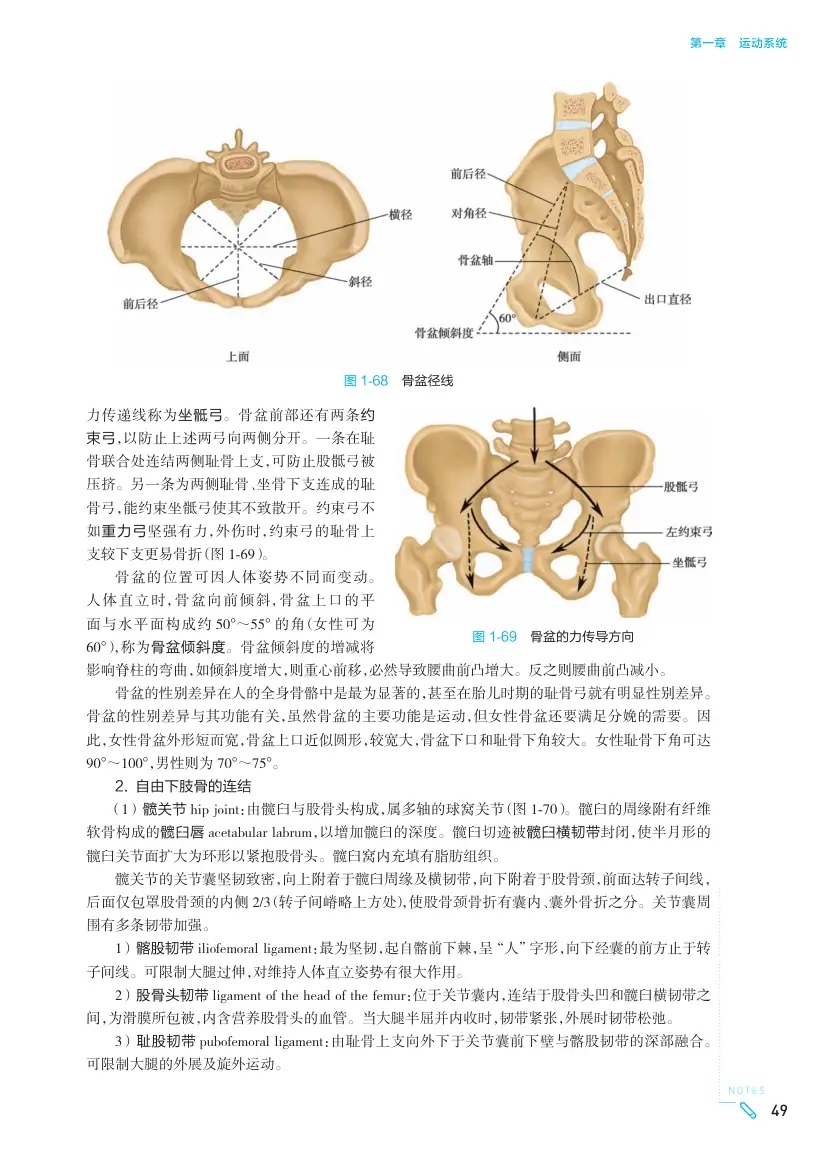 第一章 运动系统
前后径
横径
斜径
上面
前后径
对角径
骨盆轴
出口直径
60°
骨盆倾斜度
侧面
图 1-68 骨盆径线
力传递线称为坐骶弓。骨盆前部还有两条约
束弓,以防止上述两弓向两侧分开。一条在耻
骨联合处连结两侧耻骨上支,可防止股骶弓被
压挤。另一条为两侧耻骨、坐骨下支连成的耻
骨弓,能约束坐骶弓使其不致散开。约束弓不
如重力弓坚强有力,外伤时,约束弓的耻骨上
支较下支更易骨折(图 1-69)。
骨盆的位置可因人体姿势不同而变动。
人体直立时,骨盆向前倾斜,骨盆上口的平
面与水平面构成约 50°～55° 的角(女性可为
60°),称为骨盆倾斜度。骨盆倾斜度的增减将
股骶弓
左约束弓
坐骶弓
图 1-69 骨盆的力传导方向
影响脊柱的弯曲,如倾斜度增大,则重心前移,必然导致腰曲前凸增大。反之则腰曲前凸减小。
骨盆的性别差异在人的全身骨骼中是最为显著的,甚至在胎儿时期的耻骨弓就有明显性别差异。
骨盆的性别差异与其功能有关,虽然骨盆的主要功能是运动,但女性骨盆还要满足分娩的需要。因
此,女性骨盆外形短而宽,骨盆上口近似圆形,较宽大,骨盆下口和耻骨下角较大。女性耻骨下角可达
90°～100°,男性则为 70°～75°。
2. 自由下肢骨的连结
(1)髋关节 hip joint:由髋臼与股骨头构成,属多轴的球窝关节(图 1-70)。髋臼的周缘附有纤维
软骨构成的髋臼唇 acetabular labrum,以增加髋臼的深度。髋臼切迹被髋臼横韧带封闭,使半月形的
髋臼关节面扩大为环形以紧抱股骨头。髋臼窝内充填有脂肪组织。
髋关节的关节囊坚韧致密,向上附着于髋臼周缘及横韧带,向下附着于股骨颈,前面达转子间线,
后面仅包罩股骨颈的内侧 2/3(转子间嵴略上方处),使股骨颈骨折有囊内、囊外骨折之分。关节囊周
围有多条韧带加强。
1)髂股韧带 iliofemoral ligament:最为坚韧,起自髂前下棘,呈“人”字形,向下经囊的前方止于转
子间线。可限制大腿过伸,对维持人体直立姿势有很大作用。
2)股骨头韧带 ligament of the head of the femur:位于关节囊内,连结于股骨头凹和髋臼横韧带之
间,为滑膜所包被,内含营养股骨头的血管。当大腿半屈并内收时,韧带紧张,外展时韧带松弛。
3)耻股韧带 pubofemoral ligament:由耻骨上支向外下于关节囊前下壁与髂股韧带的深部融合。
可限制大腿的外展及旋外运动。
NOTES
49